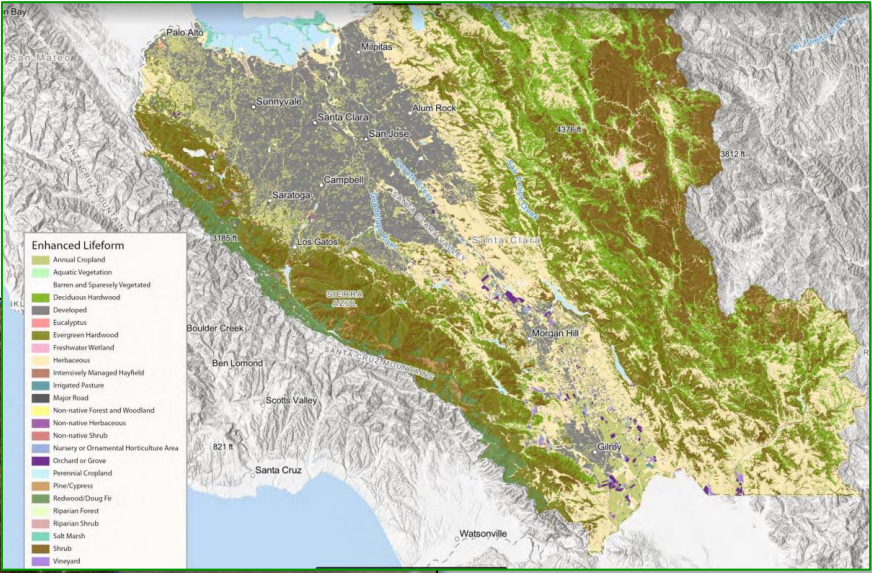 n Bay
Palo Alto
Milpitas
San Mateo
Sunnyvale
Alum Rock
Santa Clara
San Jose
4376 ft
3812 ft
Campbell
Saratoga
SANTA CLARA VALLEY
Santa Clara
3185 ft
Los Gatos
SIERRA
AZUL
Morgan Hill
Boulder Creek
SANTA CRUZ MOUNTAINS
Ben Lomond
Scotts Valley
821 ft
Gilroy
Santa Cruz
Watsonville
Enhanced Lifeform
Annual Cropland
Aquatic Vegetation
Barren and Sparesely Vegetated
Deciduous Hardwood
Developed
Eucalyptus
Evergreen Hardwood
Freshwater Wetland
Herbaceous
Intensively Managed Hayfield
Irrigated Pasture
Major Road
Non-native Forest and Woodland
Non-native Herbaceous
Non-native Shrub
Nursery or Ornamental Horticulture Area
Orchard or Grove
Perennial Cropland
Pine/Cypress
Redwood/Doug Fir
Riparian Forest
Riparian Shrub
Salt Marsh
Shrub
Vineyard